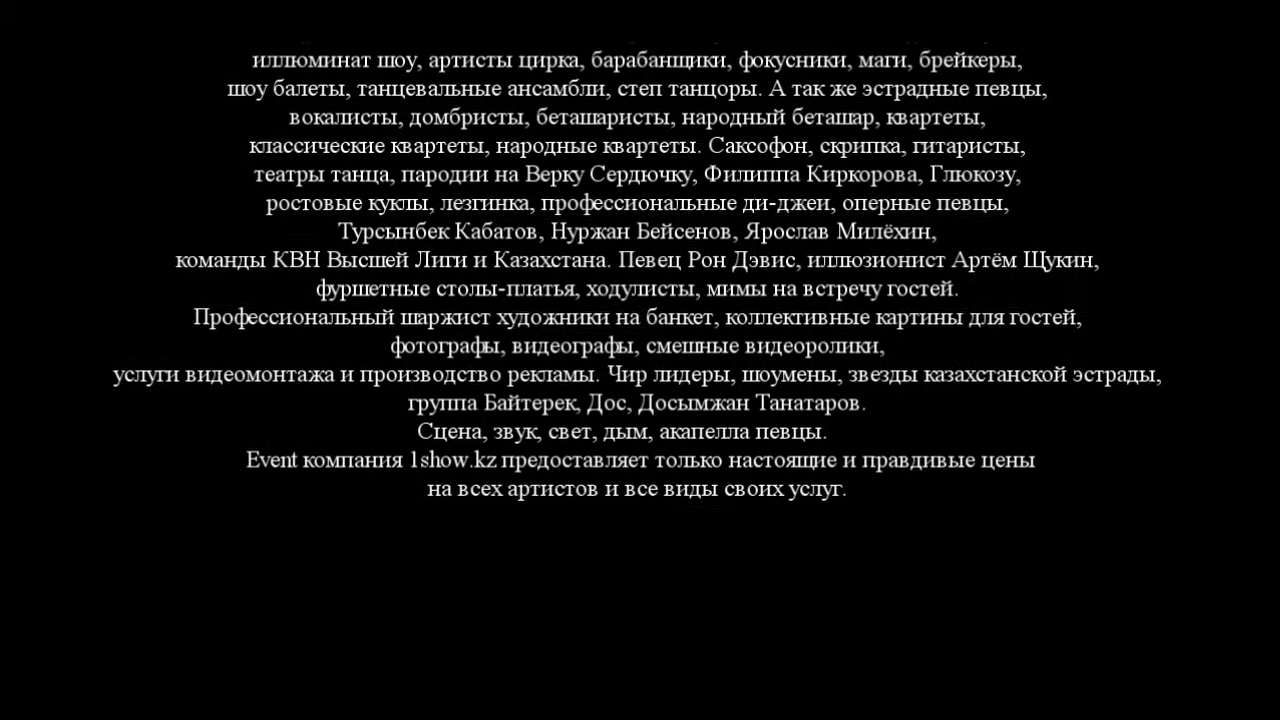 иллюминат шоу, артисты цирка, барабанщики, фокусники, маги, брейкеры,
шоу балеты, танцевальные ансамбли, степ танцоры. А так же эстрадные певцы,
вокалисты, домбристы, беташаристы, народный беташар, квартеты,
классические квартеты, народные квартеты. Саксофон, скрипка, гитаристы,
театры танца, пародии на Верку Сердючку, Филиппа Киркорова, Глюкозу,
ростовые куклы, лезгинка, профессиональные ди-джеи, оперные певцы,
Турсынбек Кабатов, Нуржан Бейсенов, Ярослав Милёхин,
команды КВН Высшей Лиги и Казахстана. Певец Рон Дэвис, иллюзионист Артём Щукин,
фуршетные столы-платья, ходулисты, мимы на встречу гостей.
Профессиональный шаржист художники на банкет, коллективные картины для гостей,
фотографы, видеографы, смешные видеоролики,
услуги видеомонтажа и производство рекламы. Чир лидеры, шоумены, звезды казахстанской эстрады,
группа Байтерек, Дос, Досымжан Танатаров.
Сцена, звук, свет, дым, акапелла певцы.
Event компания 1show.kz предоставляет только настоящие и правдивые цены
на всех артистов и все виды своих услуг.